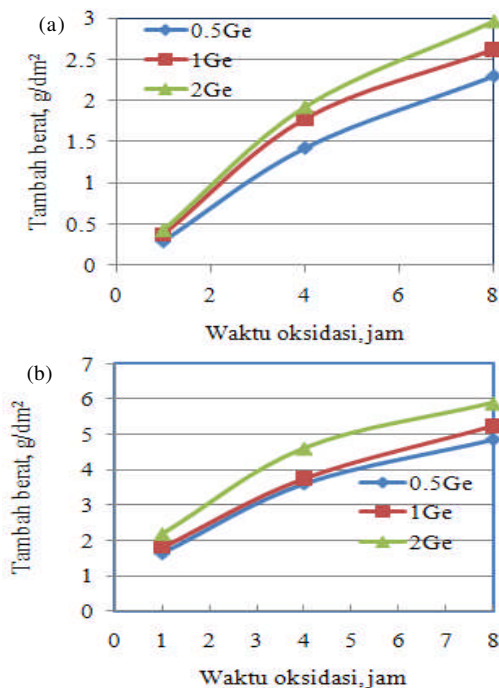 (a)
3
2.5
2
1.5
1
0.5
0
0.5Ge
1Ge
2Ge
Tambah berat, g/dm²
0 2 4 6 8
Waktu oksidasi, jam
(b)
7
6
5
4
3
2
1
0
0.5Ge
1Ge
2Ge
Tambah berat, g/dm²
0 1 2 3 4 5 6 7 8
Waktu oksidasi, jam